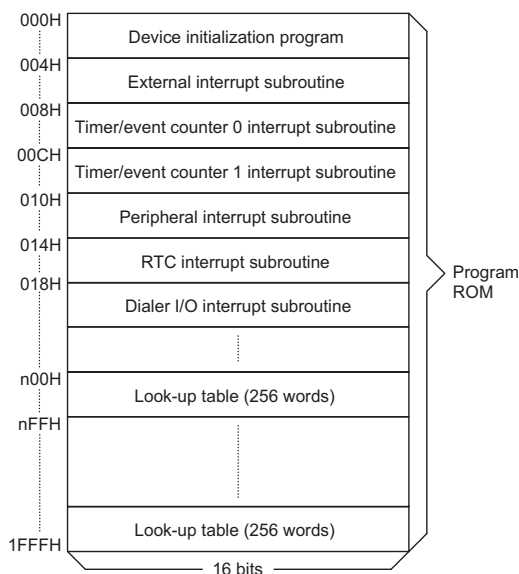 000H
Device initialization program
004H
External interrupt subroutine
008H
Timer/event counter 0 interrupt subroutine
00CH
Timer/event counter 1 interrupt subroutine
010H
Peripheral interrupt subroutine
014H
RTC interrupt subroutine
018H
Dialer I/O interrupt subroutine
Program
ROM
n00H
Look-up table (256 words)
nFFH
Look-up table (256 words)
1FFFH
16 bits